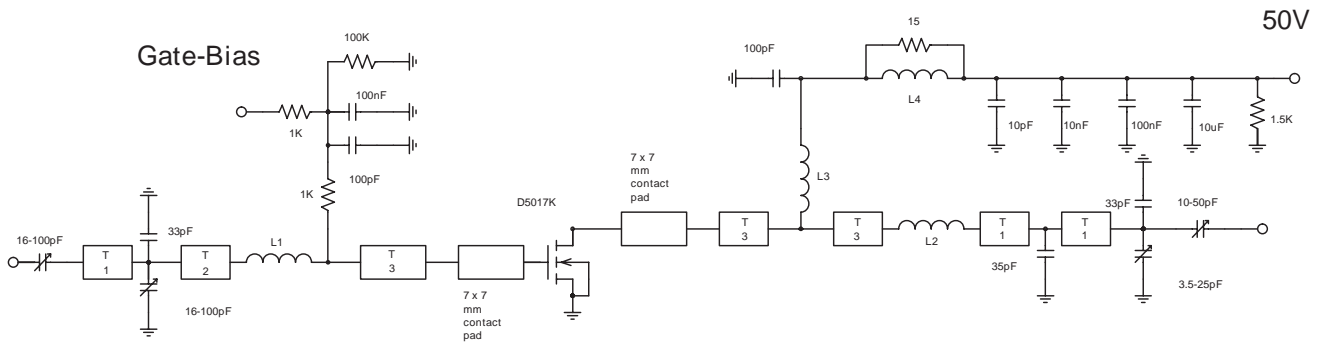 50V
Gate-Bias
100K
100nF
1K
100pF
1K
15
100pF
L4
10pF
10nF
100nF
10uF
1.5K
L3
7 x 7
mm
contact
pad
D5017K
16-100pF
T
1
33pF
16-100pF
T
2
L1
T
3
7 x 7
mm
contact
pad
T
3
T
3
L2
T
1
35pF
T
1
33pF
10-50pF
3.5-25pF